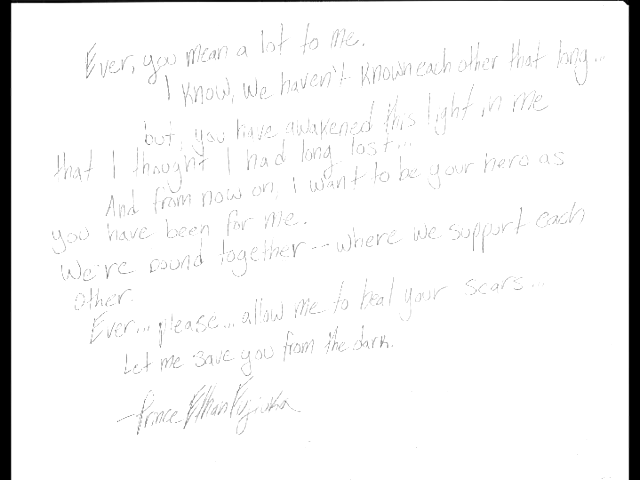 Ever, you mean a lot to me.
I know, we haven't known each other that long...
but, you have awakened this light in me
that I thought I had long lost...
And from now on, i want to be your hero as
you have been for me.
We're bound together -- where we support each
other.
Ever... please... allow me to heal your scars...
Let me save you from the dark.
-Prince Ethan